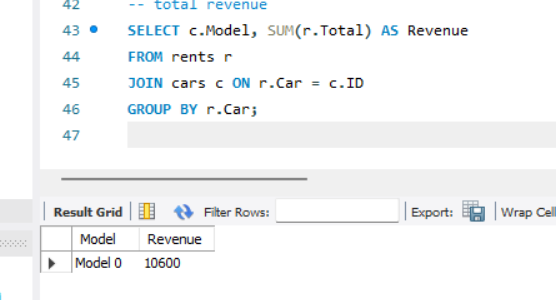 42 -- total revenue
43 SELECT c.Model, SUM(r.Total) AS Revenue
44 FROM rents r
45 JOIN cars c ON r.Car = c.ID
46 GROUP BY r.Car;
47
Result Grid Filter Rows: Export: Wrap Cell
Model Revenue
Model 0 10600